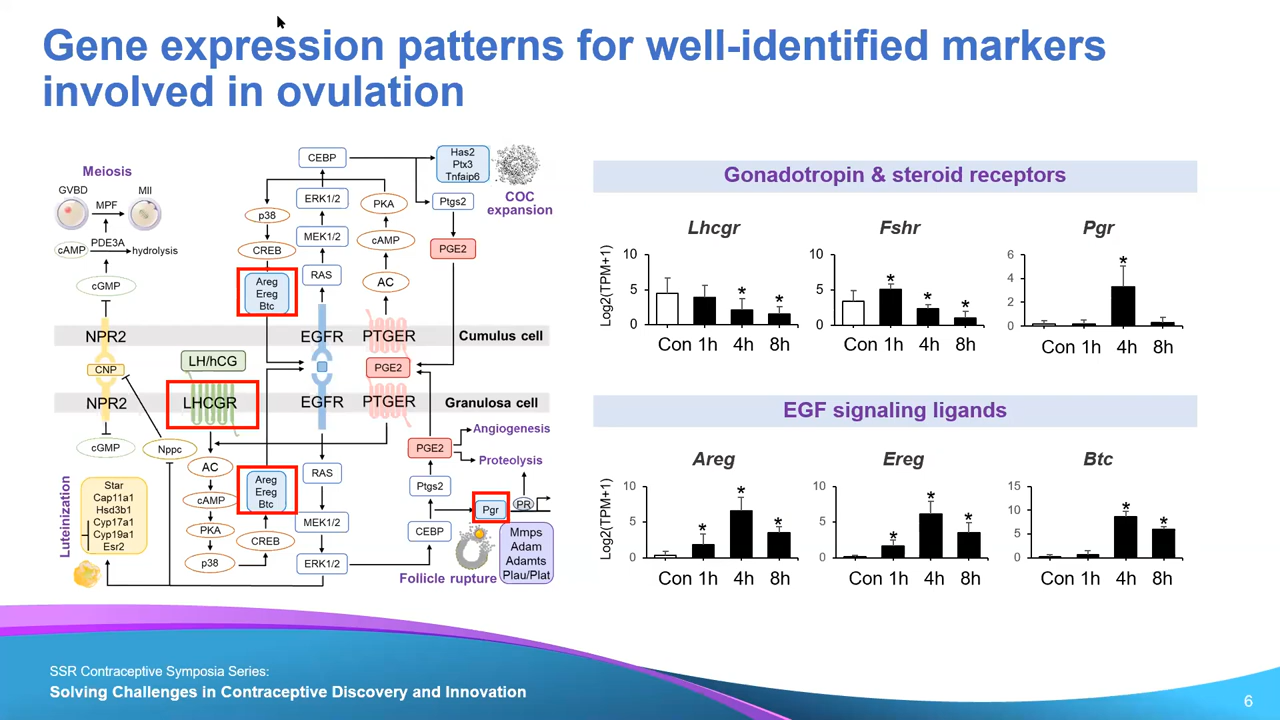 Gene expression patterns for well-identified markers
involved in ovulation
Meiosis
GVBD
MII
MPF
cAMP
PDE3A
hydrolysis
cGMP
NPR2
CNP
NPR2
cGMP
Nppc
Luteinization
Star
Cap11a1
Hsd3b1
Cyp17a1
Cyp19a1
Esr2
LH/hCG
LHCGR
AC
cAMP
PKA
p38
CREB
Areg
Ereg
Btc
p38
CREB
Areg
Ereg
Btc
CEBP
ERK1/2
MEK1/2
RAS
EGFR
EGFR
RAS
MEK1/2
ERK1/2
PKA
cAMP
AC
PTGER
PGE2
PTGER
Has2
Ptx3
Tnfaip6
COC
expansion
Ptgs2
PGE2
Cumulus cell
Granulosa cell
PGE2
Angiogenesis
Proteolysis
Ptgs2
CEBP
Pgr
PR
Follicle rupture
Mmps
Adam
Adamts
Plau/Plat
Gonadotropin & steroid receptors
Lhcgr
Log2(TPM+1)
10
5
0
* *
Con 1h 4h 8h
Fshr
10
5
0
* * *
Con 1h 4h 8h
Pgr
6
4
2
0
*
Con 1h 4h 8h
EGF signaling ligands
Areg
Log2(TPM+1)
10
5
0
* * *
Con 1h 4h 8h
Ereg
10
5
0
* * *
Con 1h 4h 8h
Btc
15
10
5
0
* *
Con 1h 4h 8h
SSR Contraceptive Symposia Series:
Solving Challenges in Contraceptive Discovery and Innovation
6